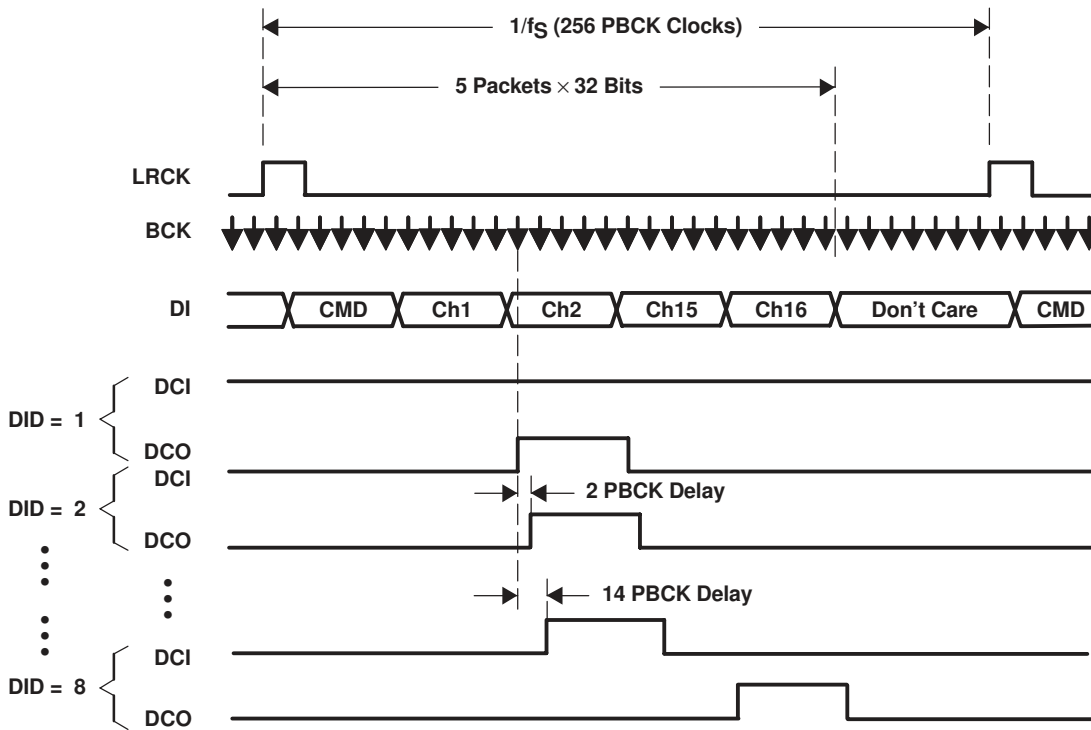 1/fS (256 PBCK Clocks)
5 Packets × 32 Bits
LRCK
BCK
DI CMD Ch1 Ch2 Ch15 Ch16 Don't Care CMD
DCI
DID = 1
DCO
DCI
2 PBCK Delay
DID = 2
DCO
14 PBCK Delay
DCI
DID = 8
DCO